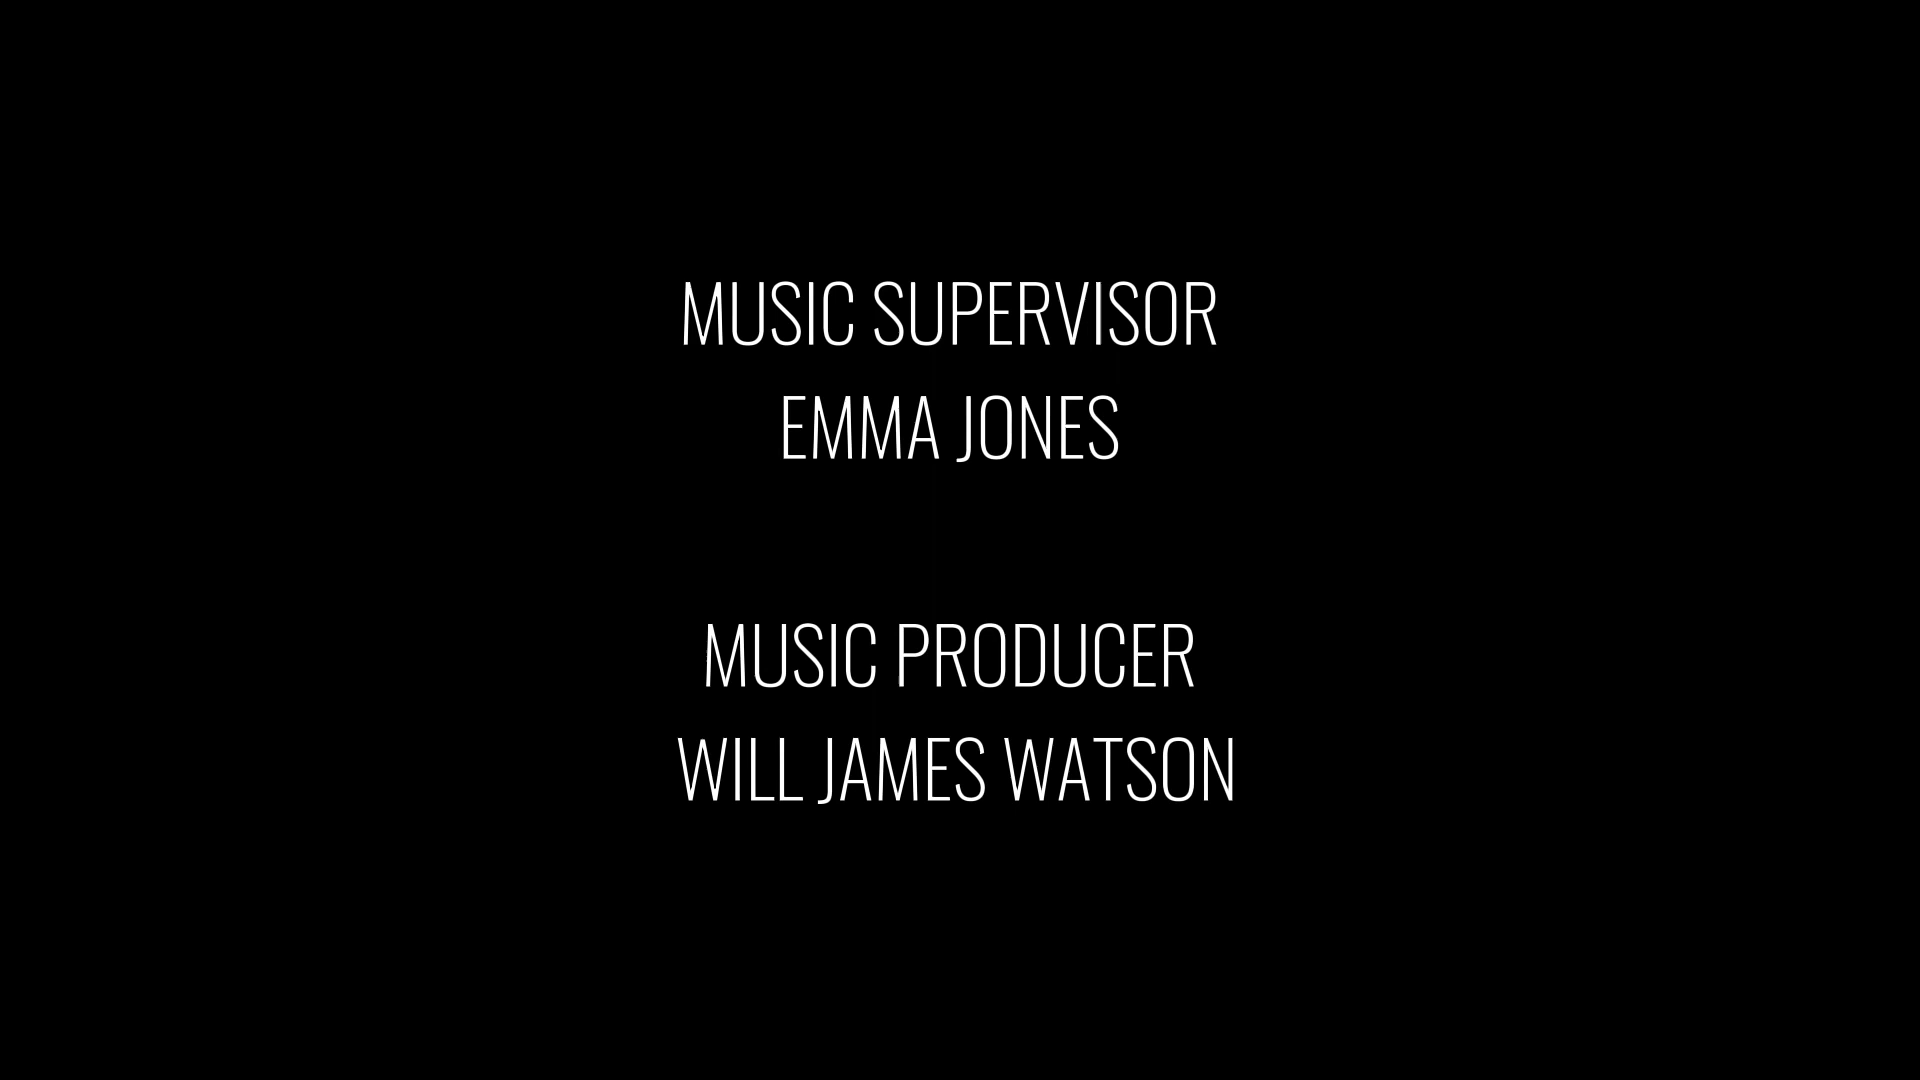 MUSIC SUPERVISOR
EMMA JONES
MUSIC PRODUCER
WILL JAMES WATSON